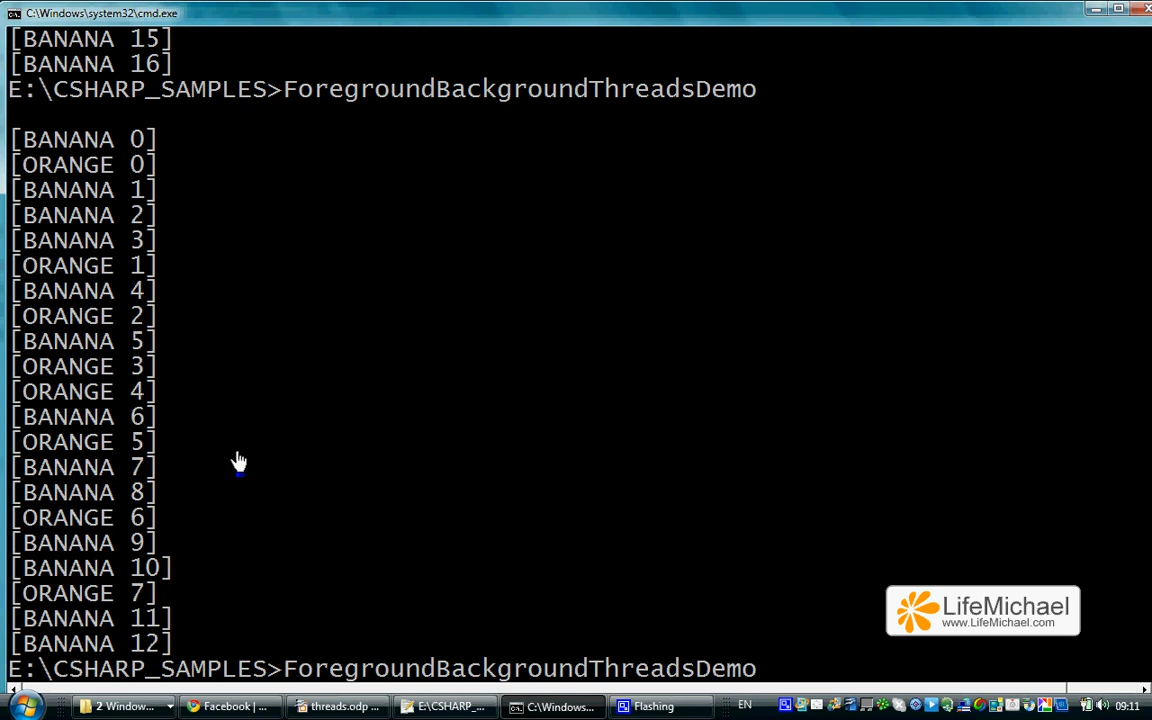 C:\Windows\system32\cmd.exe
[BANANA 15]
[BANANA 16]
E:\CSHARP_SAMPLES>ForegroundBackgroundThreadsDemo
[BANANA 0]
[ORANGE 0]
[BANANA 1]
[BANANA 2]
[BANANA 3]
[ORANGE 1]
[BANANA 4]
[ORANGE 2]
[BANANA 5]
[ORANGE 3]
[ORANGE 4]
[BANANA 6]
[ORANGE 5]
[BANANA 7]
[BANANA 8]
[ORANGE 6]
[BANANA 9]
[BANANA 10]
[ORANGE 7]
[BANANA 11]
[BANANA 12]
E:\CSHARP_SAMPLES>ForegroundBackgroundThreadsDemo
LifeMichael
www.LifeMichael.com
2 Window... Facebook | ... threads.odp ... E:\CSHARP_... C:\Windows... Flashing EN 09:11